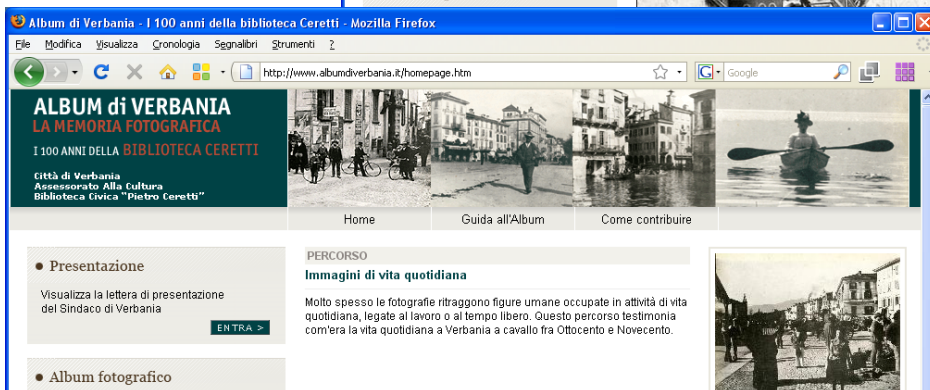 Album di Verbania - I 100 anni della biblioteca Ceretti - Mozilla Firefox
File Modifica Visualizza Cronologia Segnalibri Strumenti ?
http://www.albumdiverbania.it/homepage.htm
G Google
ALBUM di VERBANIA
LA MEMORIA FOTOGRAFICA
I 100 ANNI DELLA BIBLIOTECA CERETTI
Città di Verbania
Assessorato Alla Cultura
Biblioteca Civica "Pietro Ceretti"
Home Guida all'Album Come contribuire
• Presentazione
Visualizza la lettera di presentazione
del Sindaco di Verbania
ENTRA >
• Album fotografico
PERCORSO
Immagini di vita quotidiana
Molto spesso le fotografie ritraggono figure umane occupate in attività di vita
quotidiana, legate al lavoro o al tempo libero. Questo percorso testimonia
com'era la vita quotidiana a Verbania a cavallo fra Ottocento e Novecento.